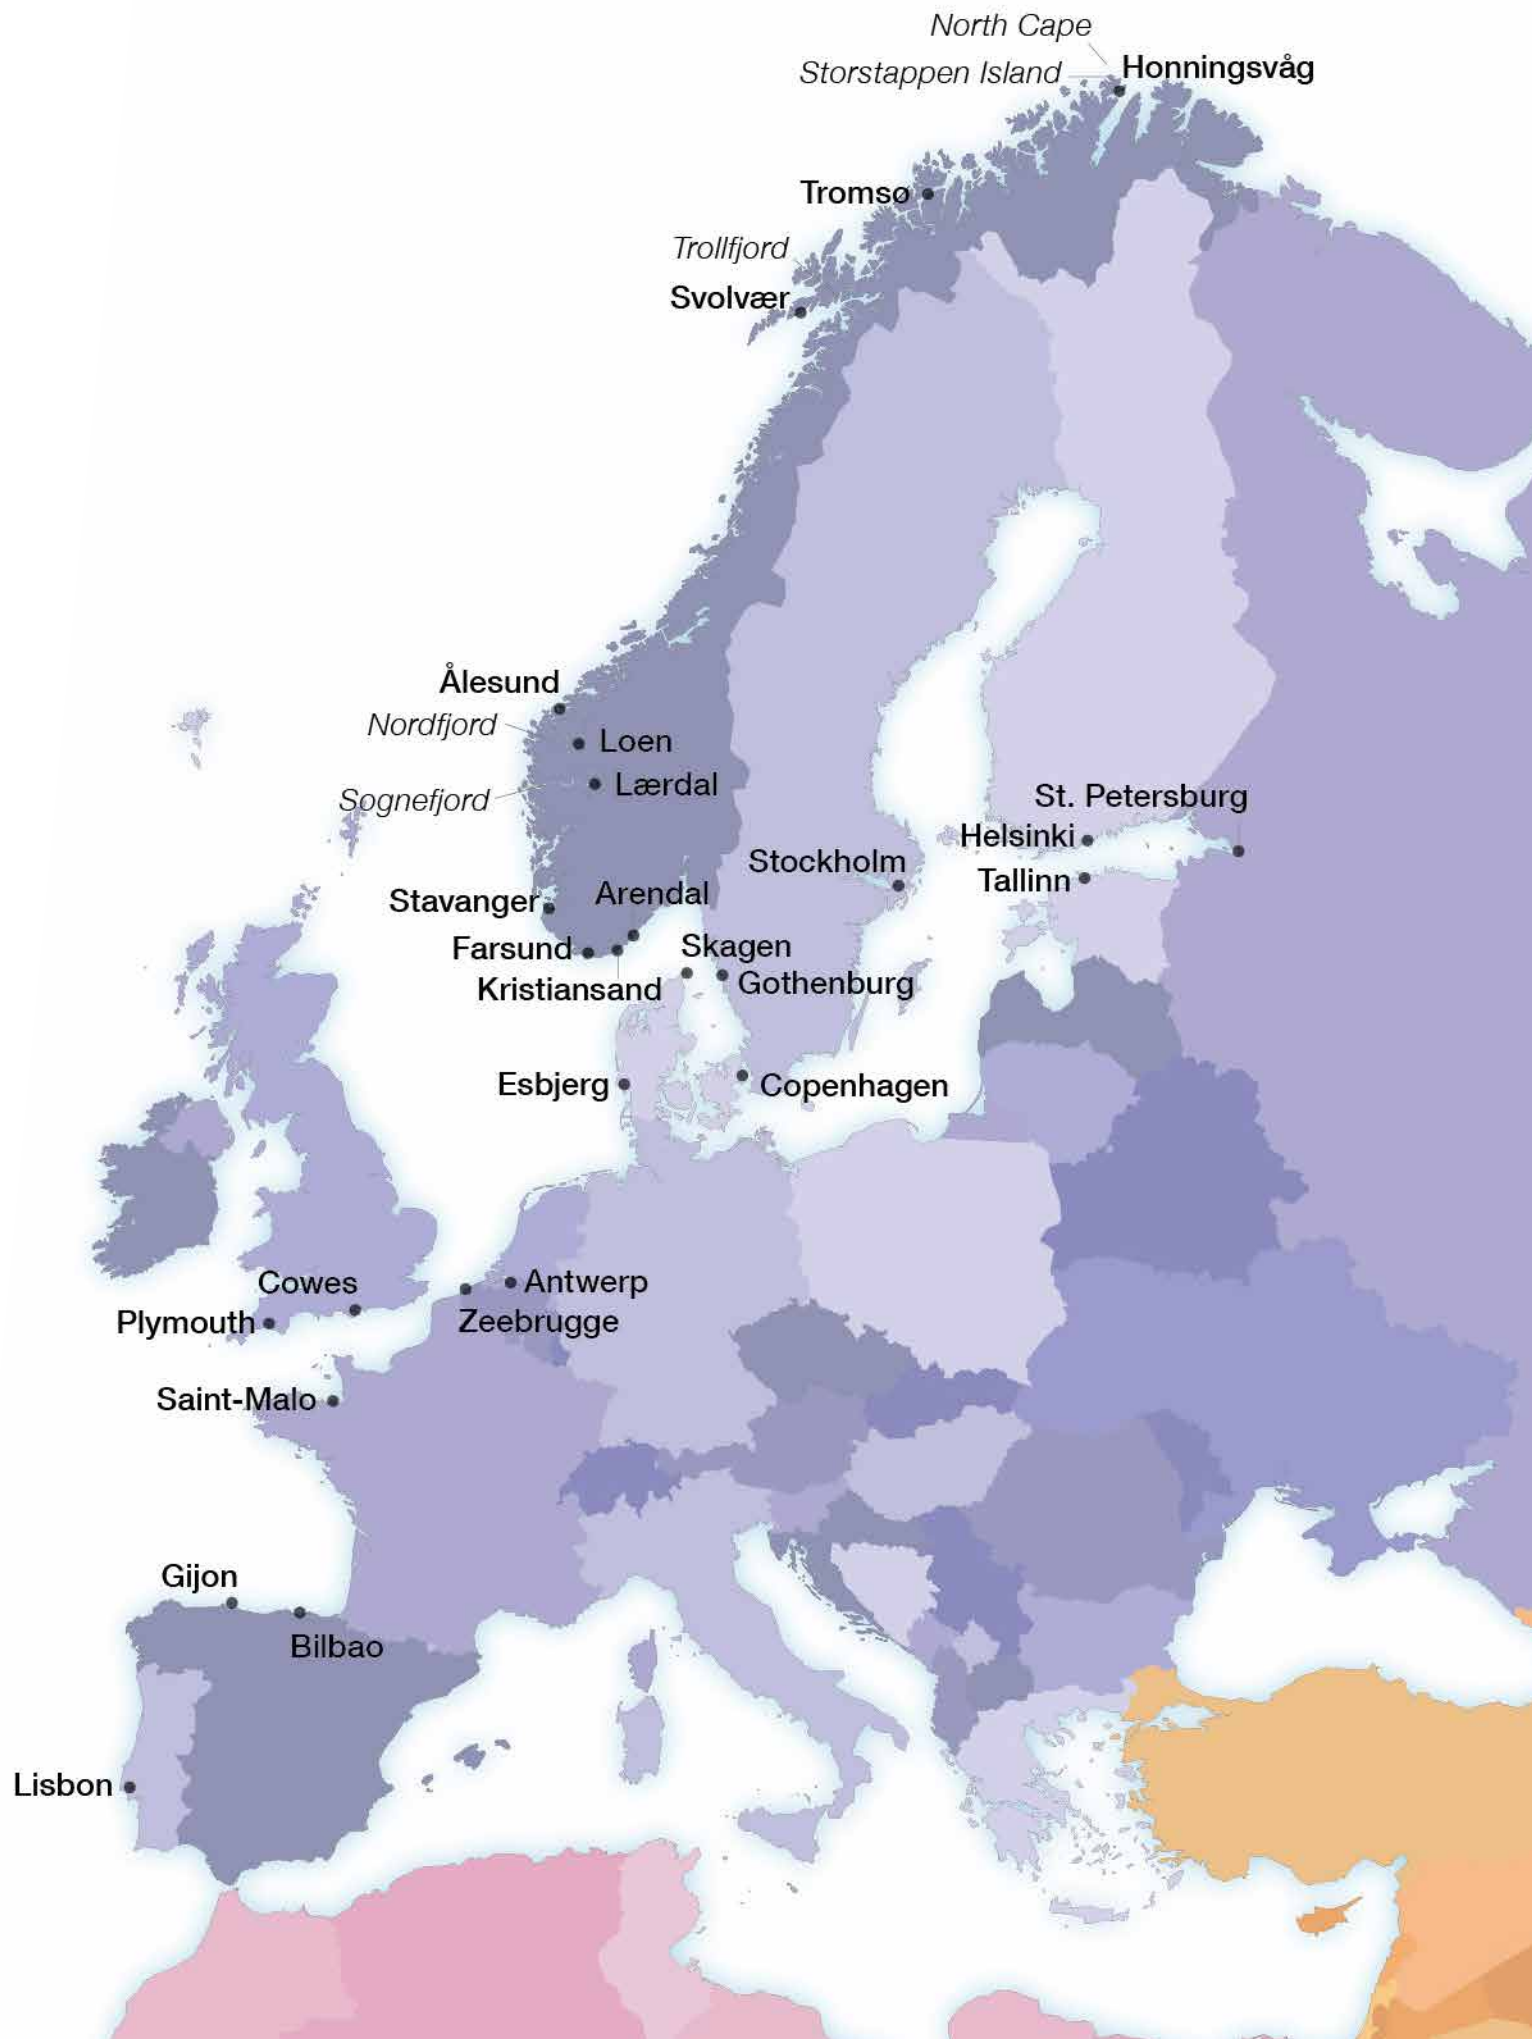 North Cape
Storstappen Island
Honningsvåg
Tromsø
Trollfjord
Svolvær
Ålesund
Nordfjord
Loen
Lærdal
Sognefjord
St. Petersburg
Helsinki
Stockholm
Tallinn
Arendal
Stavanger
Farsund
Skagen
Kristiansand
Gothenburg
Esbjerg
Copenhagen
Cowes
Antwerp
Plymouth
Zeebrugge
Saint-Malo
Gijon
Bilbao
Lisbon